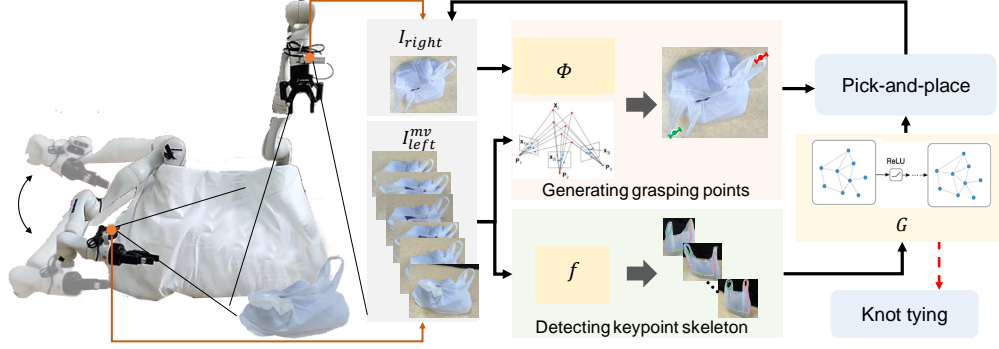 I_right
I_left^mv
Φ
Generating grasping points
f
Detecting keypoint skeleton
Pick-and-place
ReLU
G
Knot tying